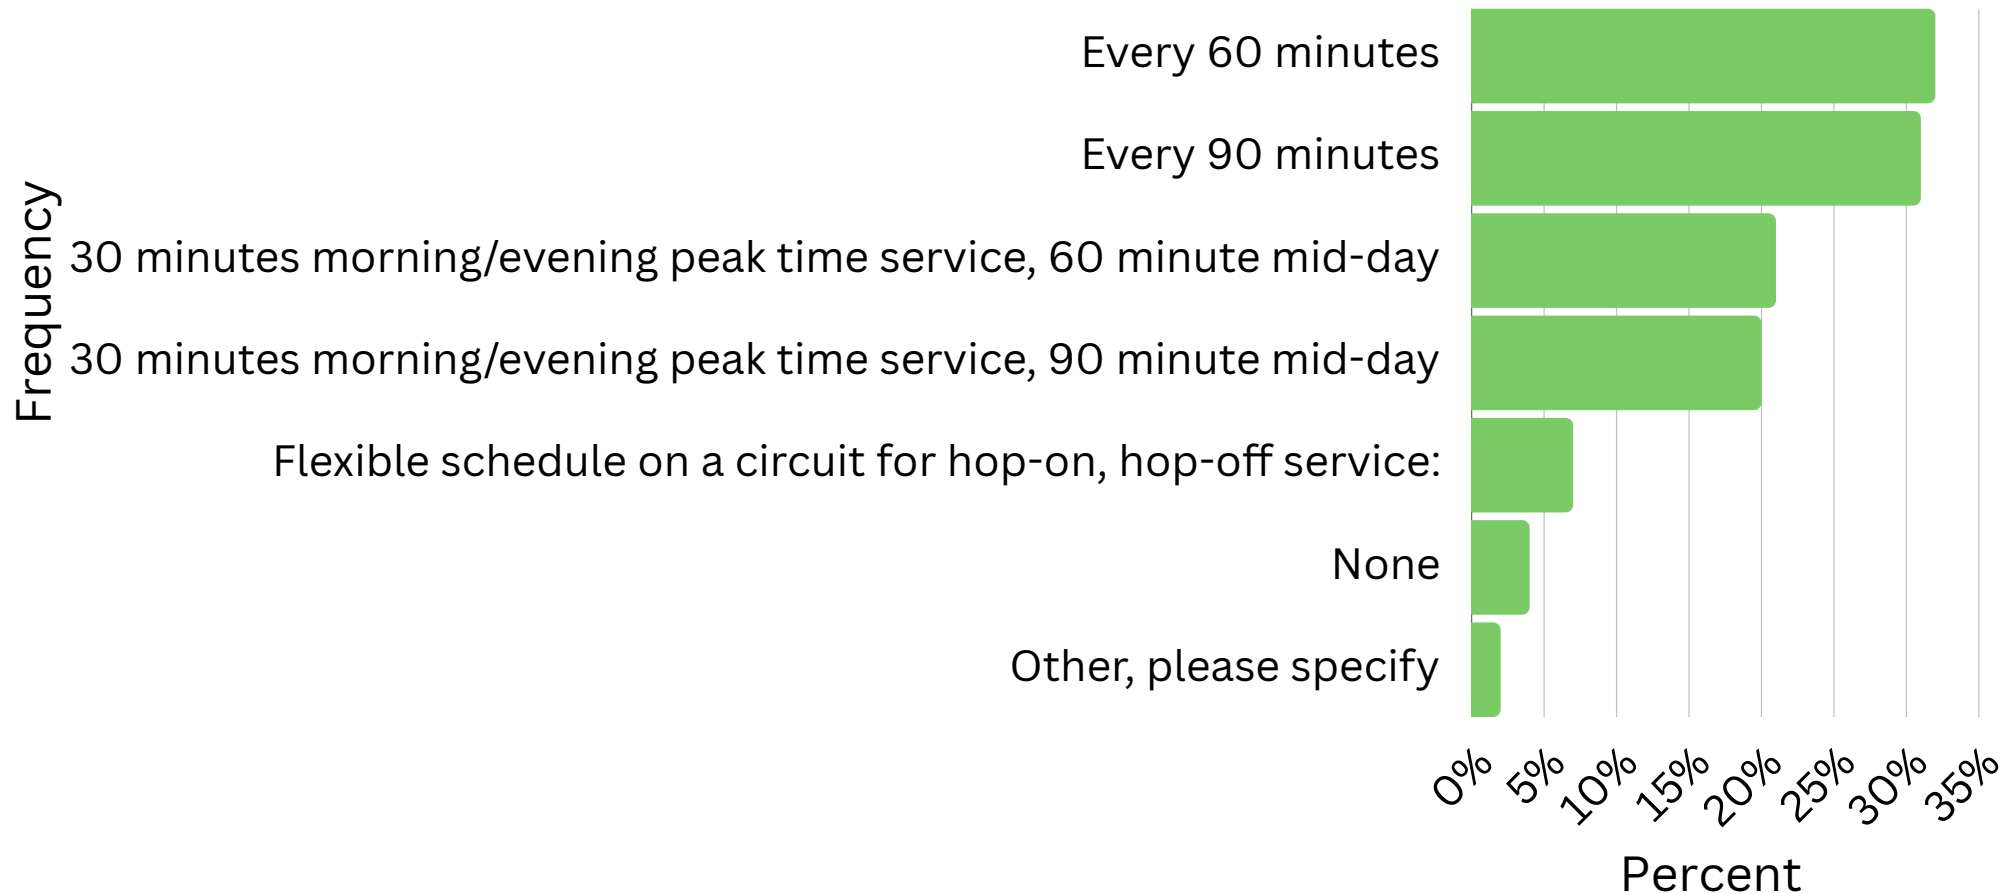 Frequency
Every 60 minutes
Every 90 minutes
30 minutes morning/evening peak time service, 60 minute mid-day
30 minutes morning/evening peak time service, 90 minute mid-day
Flexible schedule on a circuit for hop-on, hop-off service:
None
Other, please specify
0% 5% 10% 15% 20% 25% 30% 35%
Percent